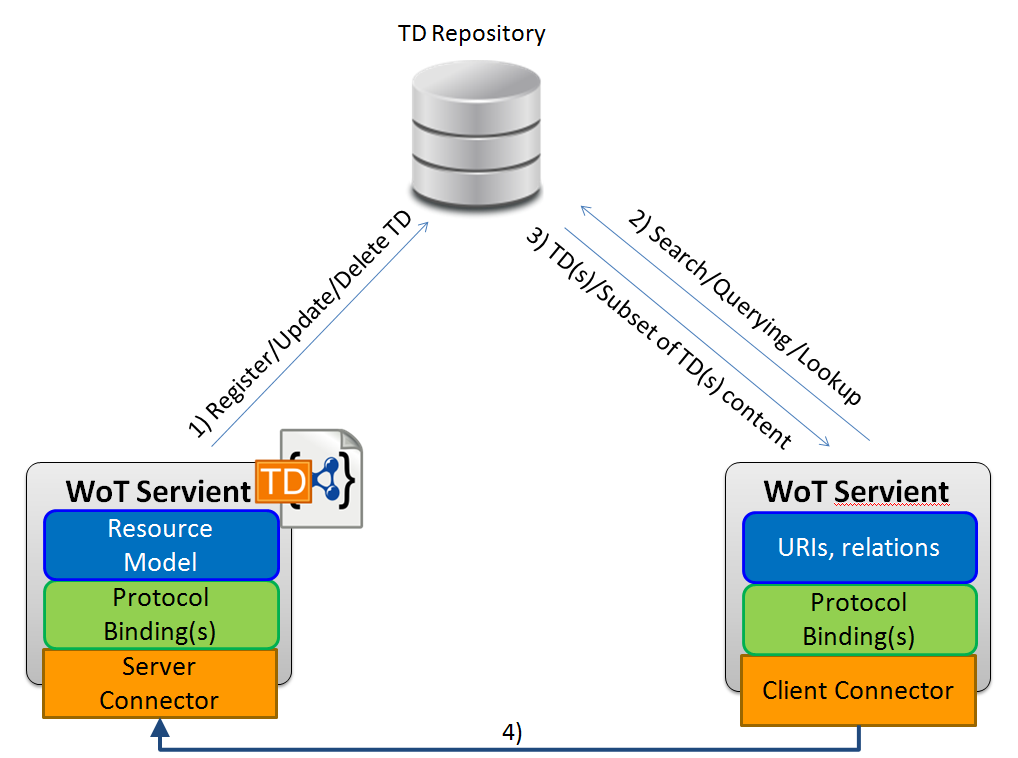 TD Repository
1) Register/Update/Delete TD
2) Search/Querying /Lookup
3) TD(s)/Subset of TD(s) content
WoT Servient
TD
{ }
Resource
Model
Protocol
Binding(s)
Server
Connector
WoT Servient
URIs, relations
Protocol
Binding(s)
Client Connector
4)